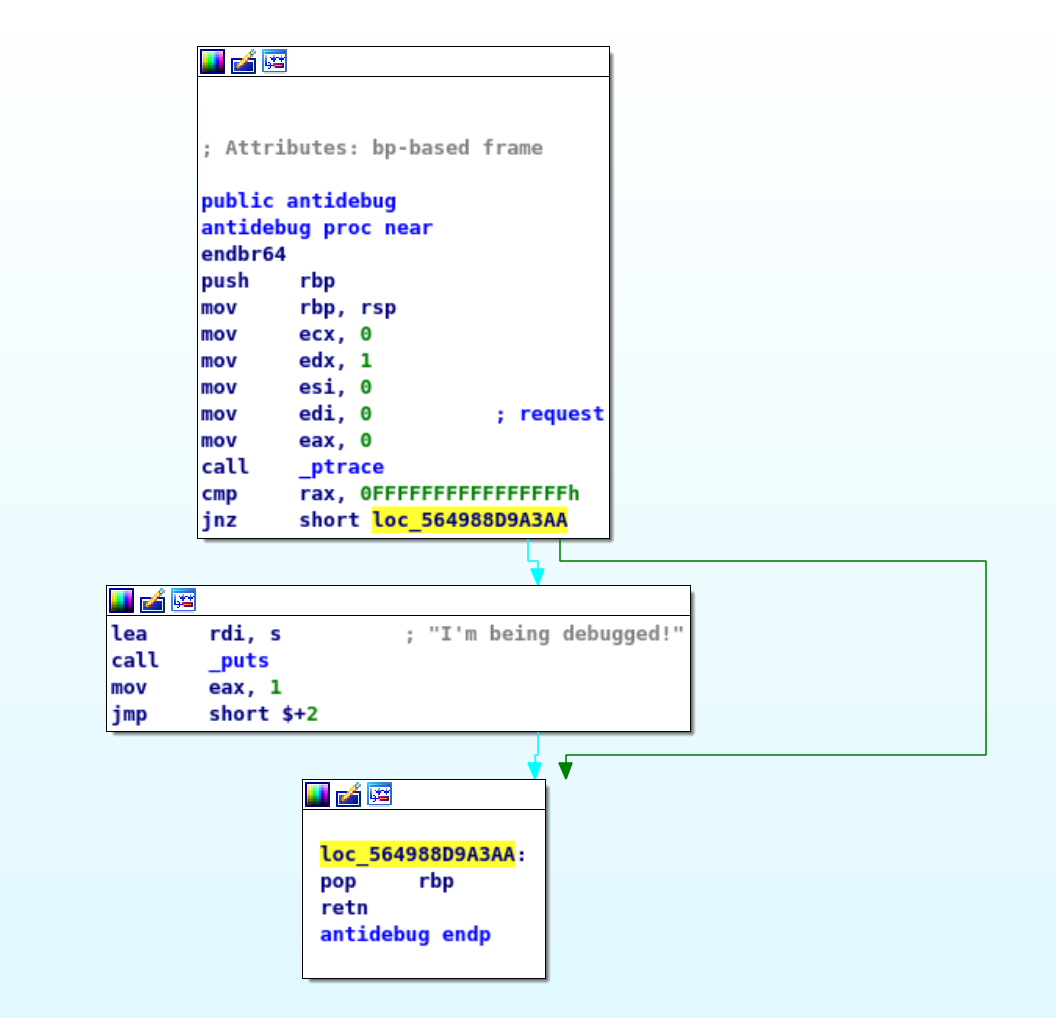 ; Attributes: bp-based frame
public antidebug
antidebug proc near
endbr64
push rbp
mov rbp, rsp
mov ecx, 0
mov edx, 1
mov esi, 0
mov edi, 0 ; request
mov eax, 0
call _ptrace
cmp rax, 0FFFFFFFFFFFFFFFFh
jnz short loc_564988D9A3AA
lea rdi, s ; "I'm being debugged!"
call _puts
mov eax, 1
jmp short $+2
loc_564988D9A3AA:
pop rbp
retn
antidebug endp